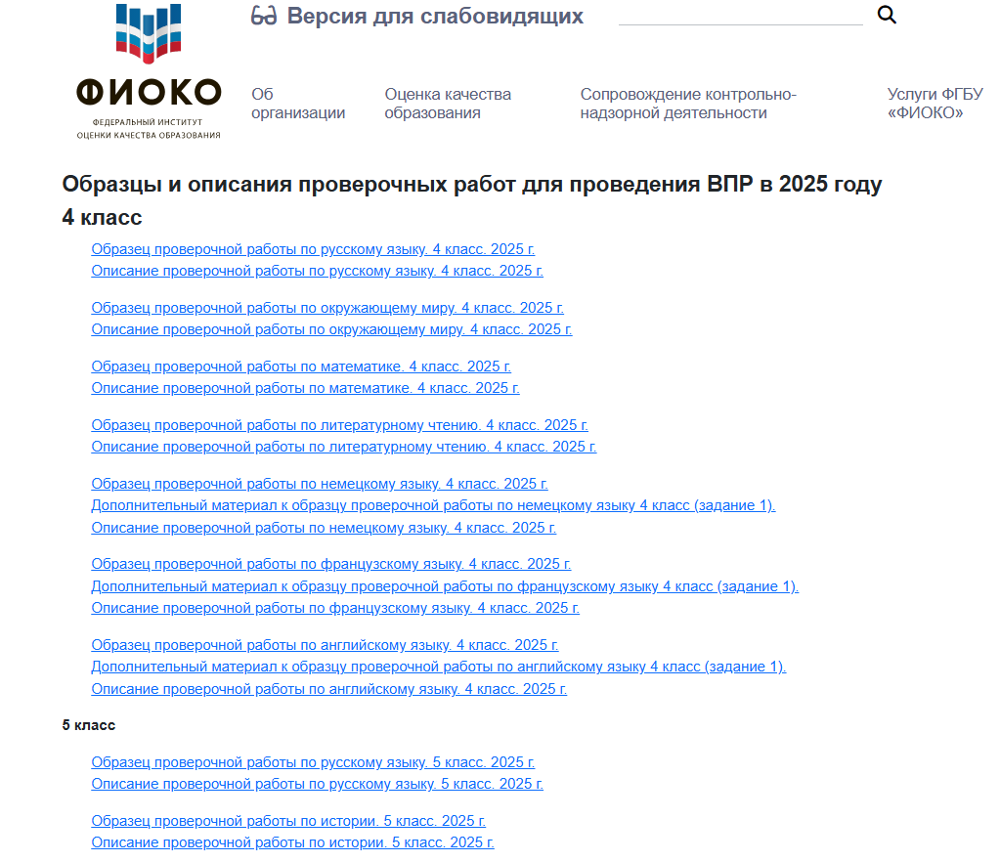 Версия для слабовидящих
ФИОКО
ФЕДЕРАЛЬНЫЙ ИНСТИТУТ
ОЦЕНКИ КАЧЕСТВА ОБРАЗОВАНИЯ
Об
организации
Оценка качества
образования
Сопровождение контрольно-
надзорной деятельности
Услуги ФГБУ
«ФИОКО»
Образцы и описания проверочных работ для проведения ВПР в 2025 году
4 класс
Образец проверочной работы по русскому языку. 4 класс. 2025 г.
Описание проверочной работы по русскому языку. 4 класс. 2025 г.
Образец проверочной работы по окружающему миру. 4 класс. 2025 г.
Описание проверочной работы по окружающему миру. 4 класс. 2025 г.
Образец проверочной работы по математике. 4 класс. 2025 г.
Описание проверочной работы по математике. 4 класс. 2025 г.
Образец проверочной работы по литературному чтению. 4 класс. 2025 г.
Описание проверочной работы по литературному чтению. 4 класс. 2025 г.
Образец проверочной работы по немецкому языку. 4 класс. 2025 г.
Дополнительный материал к образцу проверочной работы по немецкому языку 4 класс (задание 1).
Описание проверочной работы по немецкому языку. 4 класс. 2025 г.
Образец проверочной работы по французскому языку. 4 класс. 2025 г.
Дополнительный материал к образцу проверочной работы по французскому языку 4 класс (задание 1).
Описание проверочной работы по французскому языку. 4 класс. 2025 г.
Образец проверочной работы по английскому языку. 4 класс. 2025 г.
Дополнительный материал к образцу проверочной работы по английскому языку 4 класс (задание 1).
Описание проверочной работы по английскому языку. 4 класс. 2025 г.
5 класс
Образец проверочной работы по русскому языку. 5 класс. 2025 г.
Описание проверочной работы по русскому языку. 5 класс. 2025 г.
Образец проверочной работы по истории. 5 класс. 2025 г.
Описание проверочной работы по истории. 5 класс. 2025 г.